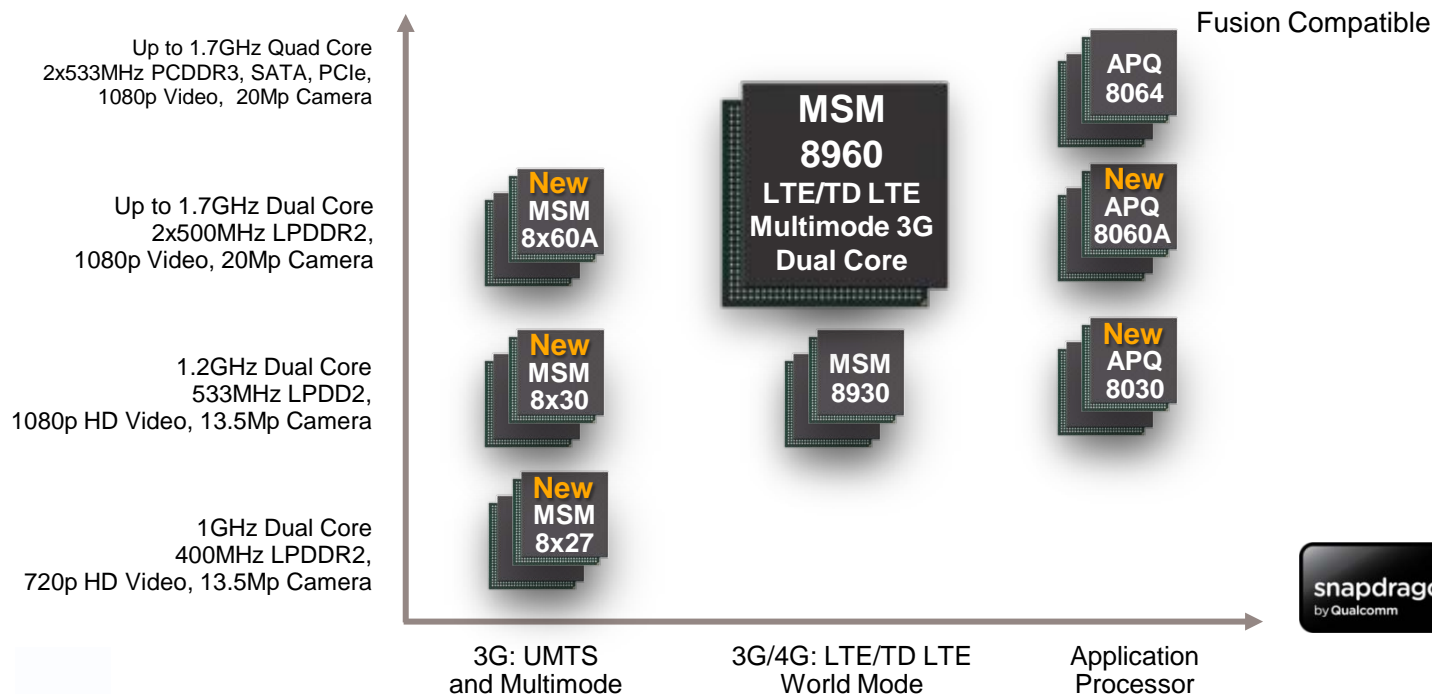 Fusion Compatible
Up to 1.7GHz Quad Core
2x533MHz PCDDR3, SATA, PCIe,
1080p Video, 20Mp Camera
APQ
8064
MSM
8960
LTE/TD LTE
Multimode 3G
Dual Core
Up to 1.7GHz Dual Core
2x500MHz LPDDR2,
1080p Video, 20Mp Camera
New
MSM
8x60A
New
APQ
8060A
1.2GHz Dual Core
533MHz LPDD2,
1080p HD Video, 13.5Mp Camera
New
MSM
8x30
MSM
8930
New
APQ
8030
1GHz Dual Core
400MHz LPDDR2,
720p HD Video, 13.5Mp Camera
New
MSM
8x27
snapdrago
by Qualcomm
3G: UMTS
and Multimode
3G/4G: LTE/TD LTE
World Mode
Application
Processor